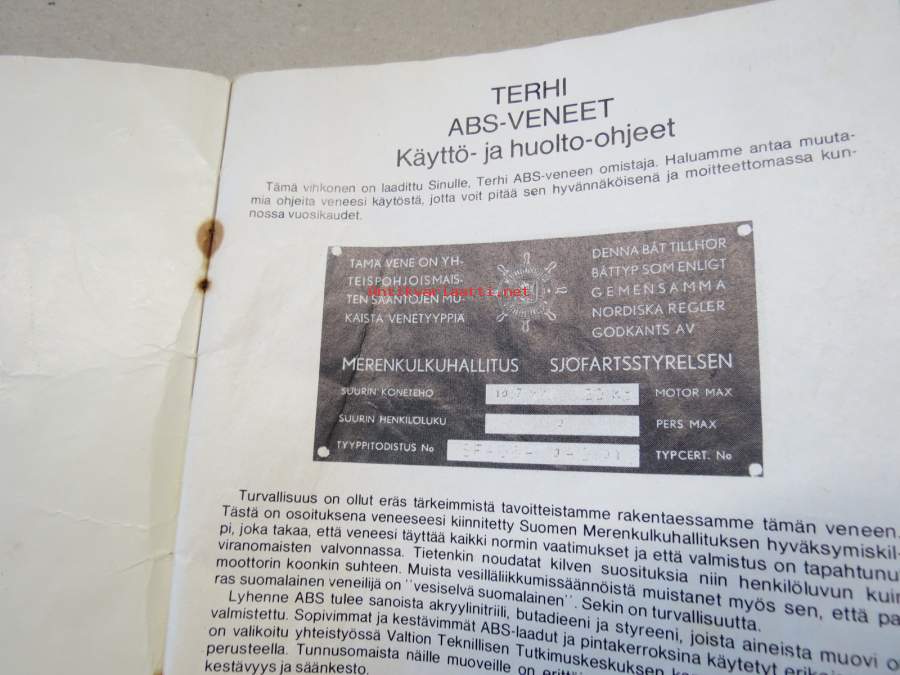 TERHI
ABS-VENEET
Käyttö- ja huolto-ohjeet
Tämä vihkonen on laadittu Sinulle, Terhi ABS-veneen omistaja. Haluamme antaa muuta-
mia ohjeita veneesi käytöstä, jotta voit pitää sen hyvännäköisenä ja moitteettomassa kun-
nossa vuosikaudet.
TÄMÄ VENE ON YH-
TEISPOHJOISMAIS-
TEN SÄÄNTÖJEN MU-
KAISTA VENETYYPPIÄ
DENNA BÅT TILLHÖR
BÅTTYP SOM ENLIGT
GEMENSAMMA
NORDISKA REGLER
GODKÄNTS AV
Antikvariaatti.net
MERENKULKUHALLITUS SJÖFARTSSTYRELSEN
SUURIN KONETEHO MOTOR MAX
SUURIN HENKILÖLUKU PERS MAX
TYYPPITODISTUS No TYPCERT. No
Turvallisuus on ollut eräs tärkeimmistä tavoitteistamme rakentaessamme tämän veneen.
Tästä on osoituksena veneeseesi kiinnitetty Suomen Merenkulkuhallituksen hyväksymiskil-
pi, joka takaa, että veneesi täyttää kaikki normin vaatimukset ja että valmistus on tapahtunut
viranomaisten valvonnassa. Tietenkin noudatat kilven suosituksia niin henkilöluvun kuin
moottorin koonkin suhteen. Muista vesilläliikkumissäännöistä muistanet myös sen, että pa
ras suomalainen veneilijä on ''vesiselvä suomalainen''. Sekin on turvallisuutta.
Lyhenne ABS tulee sanoista akryylinitriili, butadieeni ja styreeni, joista aineista muovi o
valmistettu. Sopivimmat ja kestävimmät ABS-laadut ja pintakerroksina käytetyt
on valikoitu yhteistyössä Valtion Teknillisen Tutkimuskeskuksen
perusteella. Tunnusomaista näille muoveille on
kestävyys ja säänkesto.